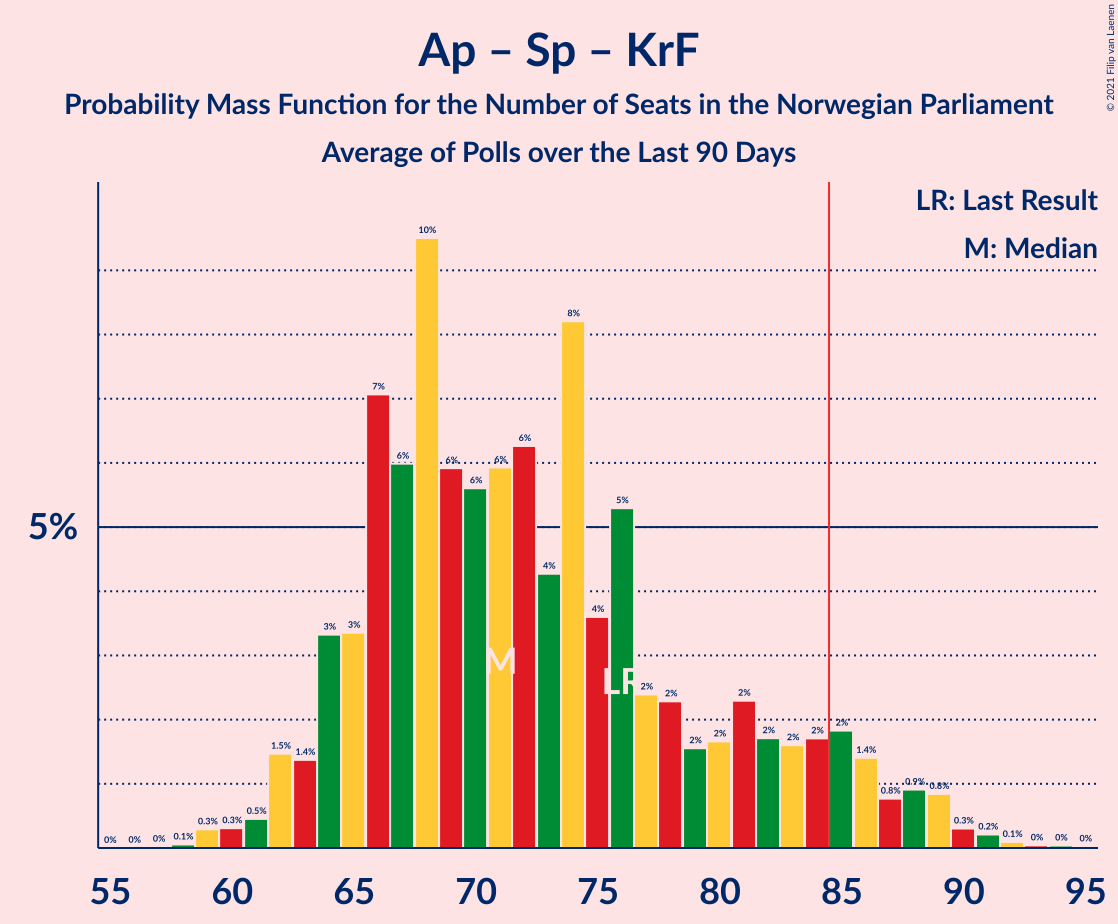 Ap – Sp – KrF
Probability Mass Function for the Number of Seats in the Norwegian Parliament
Average of Polls over the Last 90 Days
© 2021 Filip van Laenen
LR: Last Result
M: Median
5%
0% 0% 0% 0.1% 0.3% 0.3% 0.5% 1.5% 1.4% 3% 3% 7% 6% 10% 6% 6% 6% 6% 4% 8% 4% 5% 2% 2% 2% 2% 2% 2% 2% 2% 2% 1.4% 0.8% 0.9% 0.8% 0.3% 0.2% 0.1% 0% 0% 0%
M
LR
55 60 65 70 75 80 85 90 95